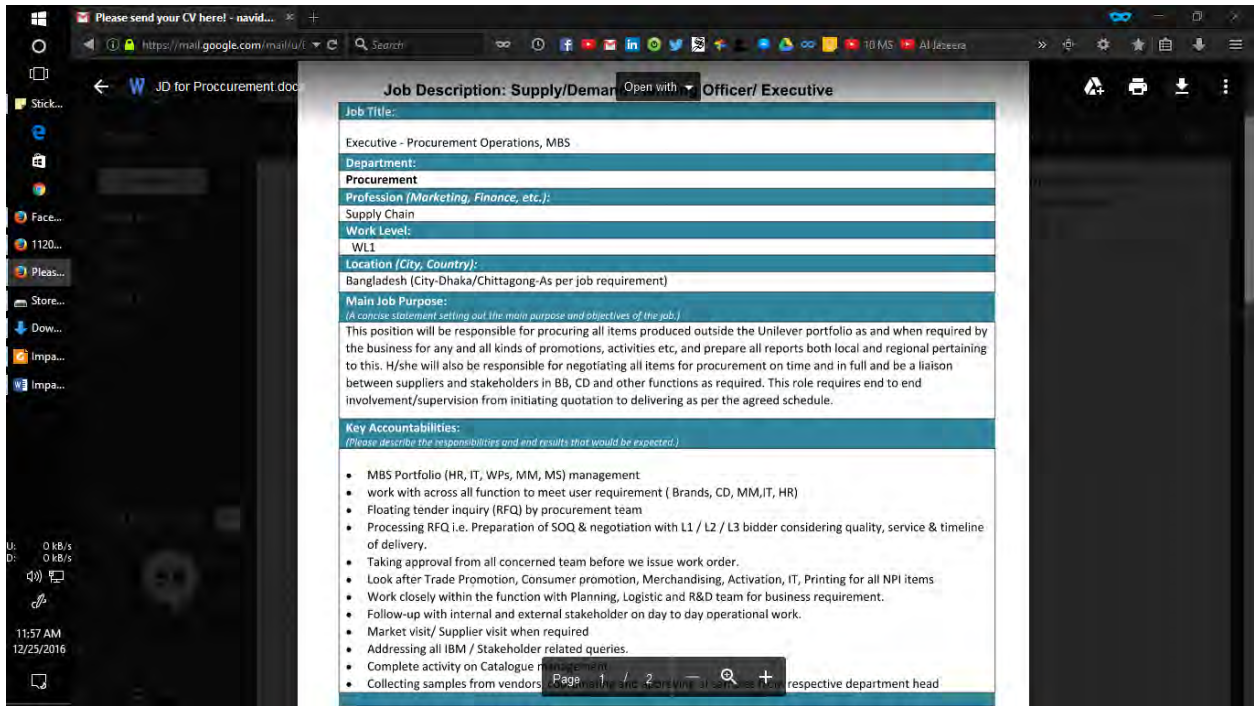 Please send your CV here! - navid...
https://mail.google.com/mail/u/
Search
10 MS
Al Jazeera
JD for Proccurement.doc
Open with
Stick...
Face...
1120...
Pleas...
Store...
Dow...
Impa...
Impa...
U: 0 kB/s
D: 0 kB/s
11:57 AM
12/25/2016
Job Description: Supply/Deman Officer/ Executive
Job Title:
Executive - Procurement Operations, MBS
Department:
Procurement
Profession (Marketing, Finance, etc.):
Supply Chain
Work Level:
WL1
Location (City, Country):
Bangladesh (City-Dhaka/Chittagong-As per job requirement)
Main Job Purpose:
(A concise statement setting out the main purpose and objectives of the job.)
This position will be responsible for procuring all items produced outside the Unilever portfolio as and when required by
the business for any and all kinds of promotions, activities etc, and prepare all reports both local and regional pertaining
to this. H/she will also be responsible for negotiating all items for procurement on time and in full and be a liaison
between suppliers and stakeholders in BB, CD and other functions as required. This role requires end to end
involvement/supervision from initiating quotation to delivering as per the agreed schedule.
Key Accountabilities:
(Please describe the responsibilities and end results that would be expected.)
• MBS Portfolio (HR, IT, WPs, MM, MS) management
• work with across all function to meet user requirement ( Brands, CD, MM,IT, HR)
• Floating tender inquiry (RFQ) by procurement team
• Processing RFQ i.e. Preparation of SOQ & negotiation with L1 / L2 / L3 bidder considering quality, service & timeline
of delivery.
• Taking approval from all concerned team before we issue work order.
• Look after Trade Promotion, Consumer promotion, Merchandising, Activation, IT, Printing for all NPI items
• Work closely within the function with Planning, Logistic and R&D team for business requirement.
• Follow-up with internal and external stakeholder on day to day operational work.
• Market visit/ Supplier visit when required
• Addressing all IBM / Stakeholder related queries.
• Complete activity on Catalogue management
• Collecting samples from vendors, respective department head
Page 1 / 2